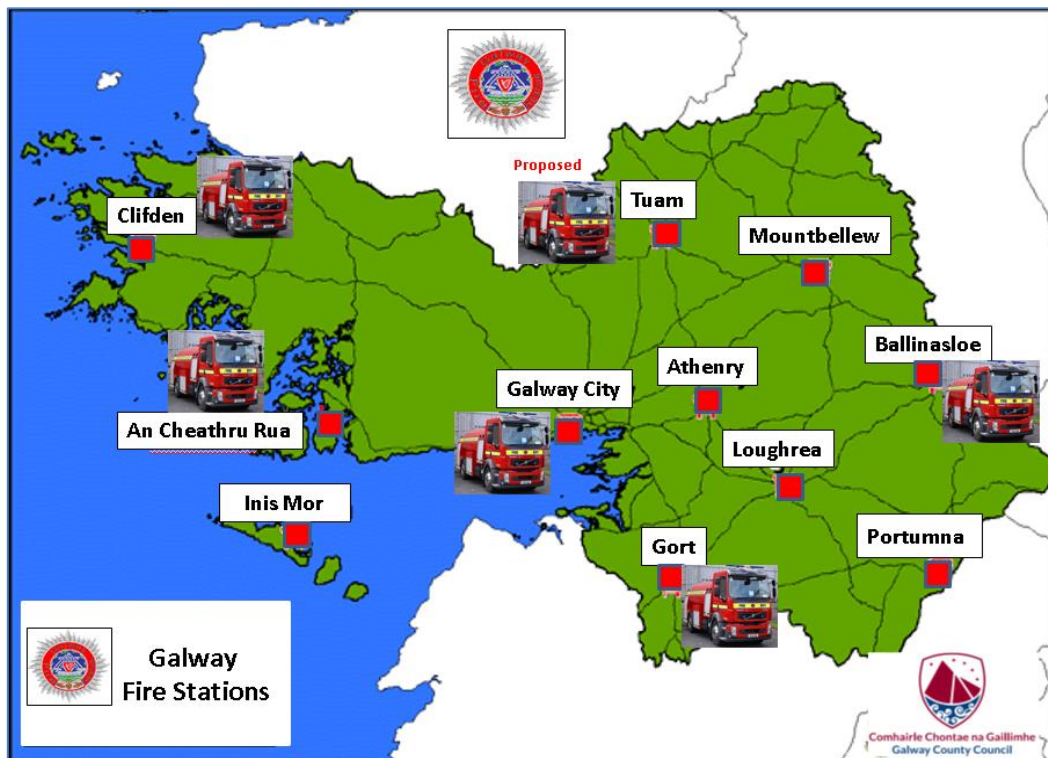 Proposed
Clifden
Tuam
Mountbellew
Ballinasloe
Athenry
Galway City
An Cheathru Rua
Loughrea
Inis Mor
Gort
Portumna
Galway
Fire Stations
Comhairle Chontae na Gaillimhe
Galway County Council